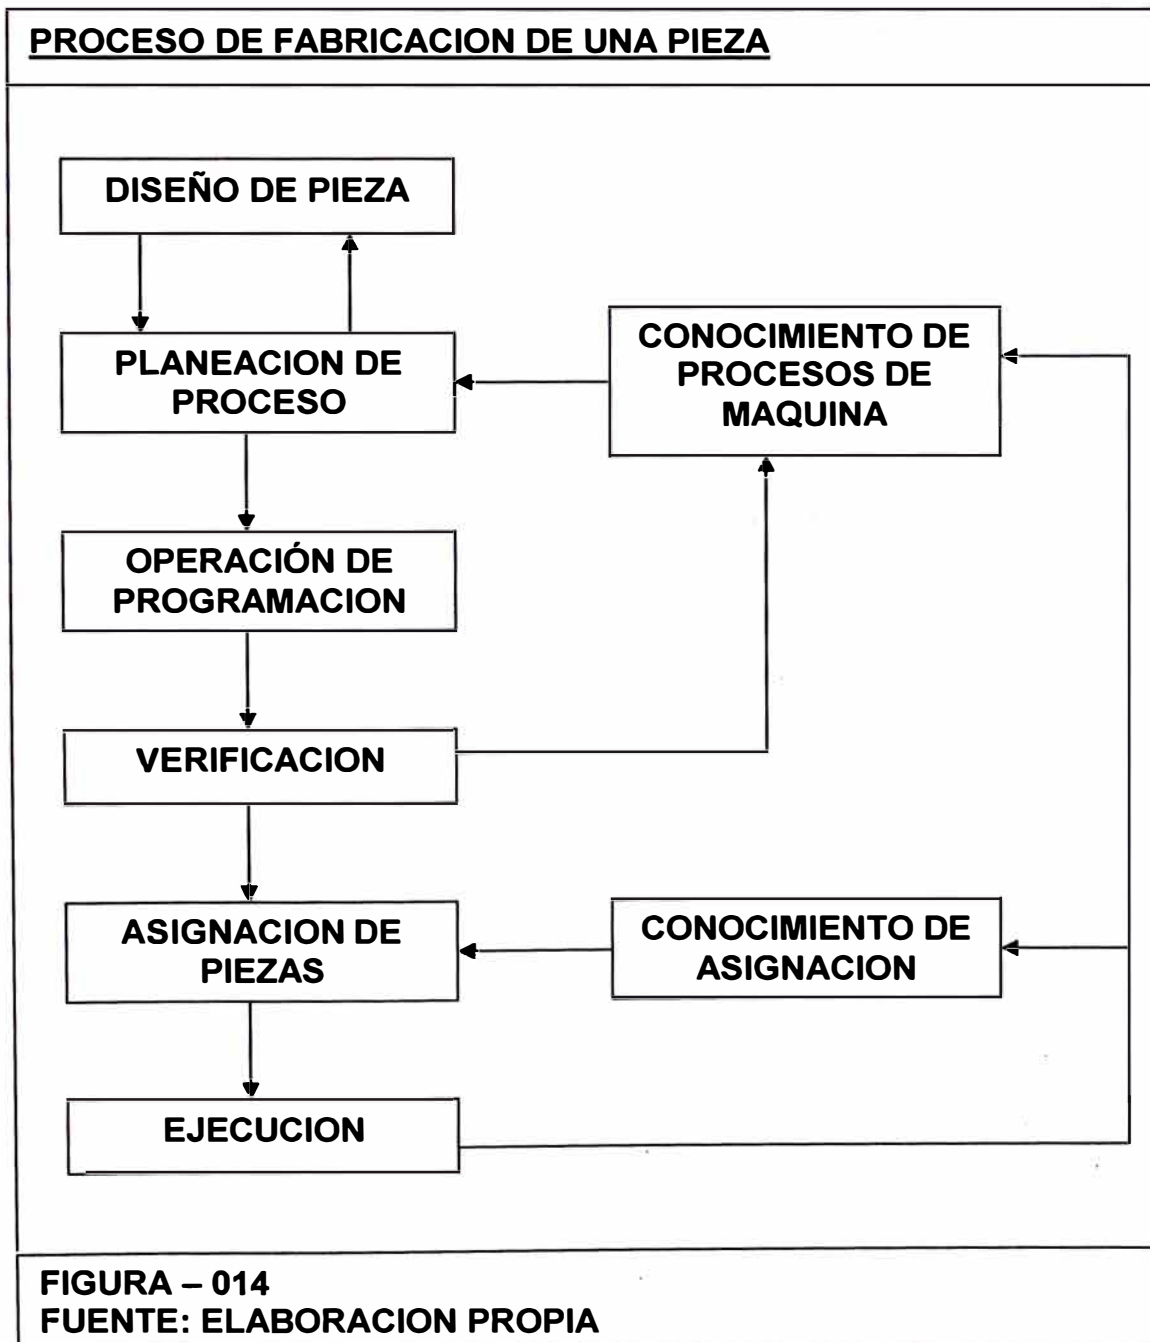 PROCESO DE FABRICACION DE UNA PIEZA
DISEÑO DE PIEZA
PLANEACION DE
PROCESO
CONOCIMIENTO DE
PROCESOS DE
MAQUINA
OPERACIÓN DE
PROGRAMACION
VERIFICACION
ASIGNACION DE
PIEZAS
CONOCIMIENTO DE
ASIGNACION
EJECUCION
FIGURA – 014
FUENTE: ELABORACION PROPIA